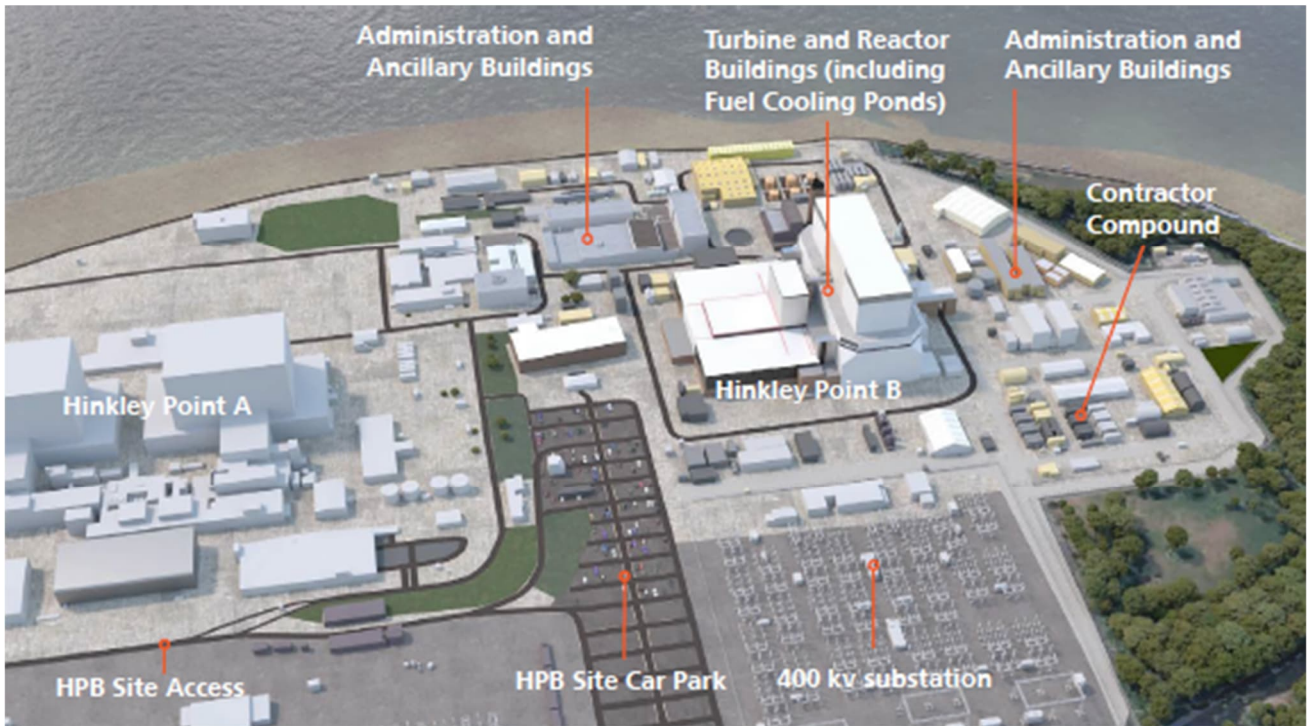 Administration and
Ancillary Buildings
Turbine and Reactor
Buildings (including
Fuel Cooling Ponds)
Administration and
Ancillary Buildings
Contractor
Compound
Hinkley Point A
Hinkley Point B
HPB Site Access
HPB Site Car Park
400 kv substation